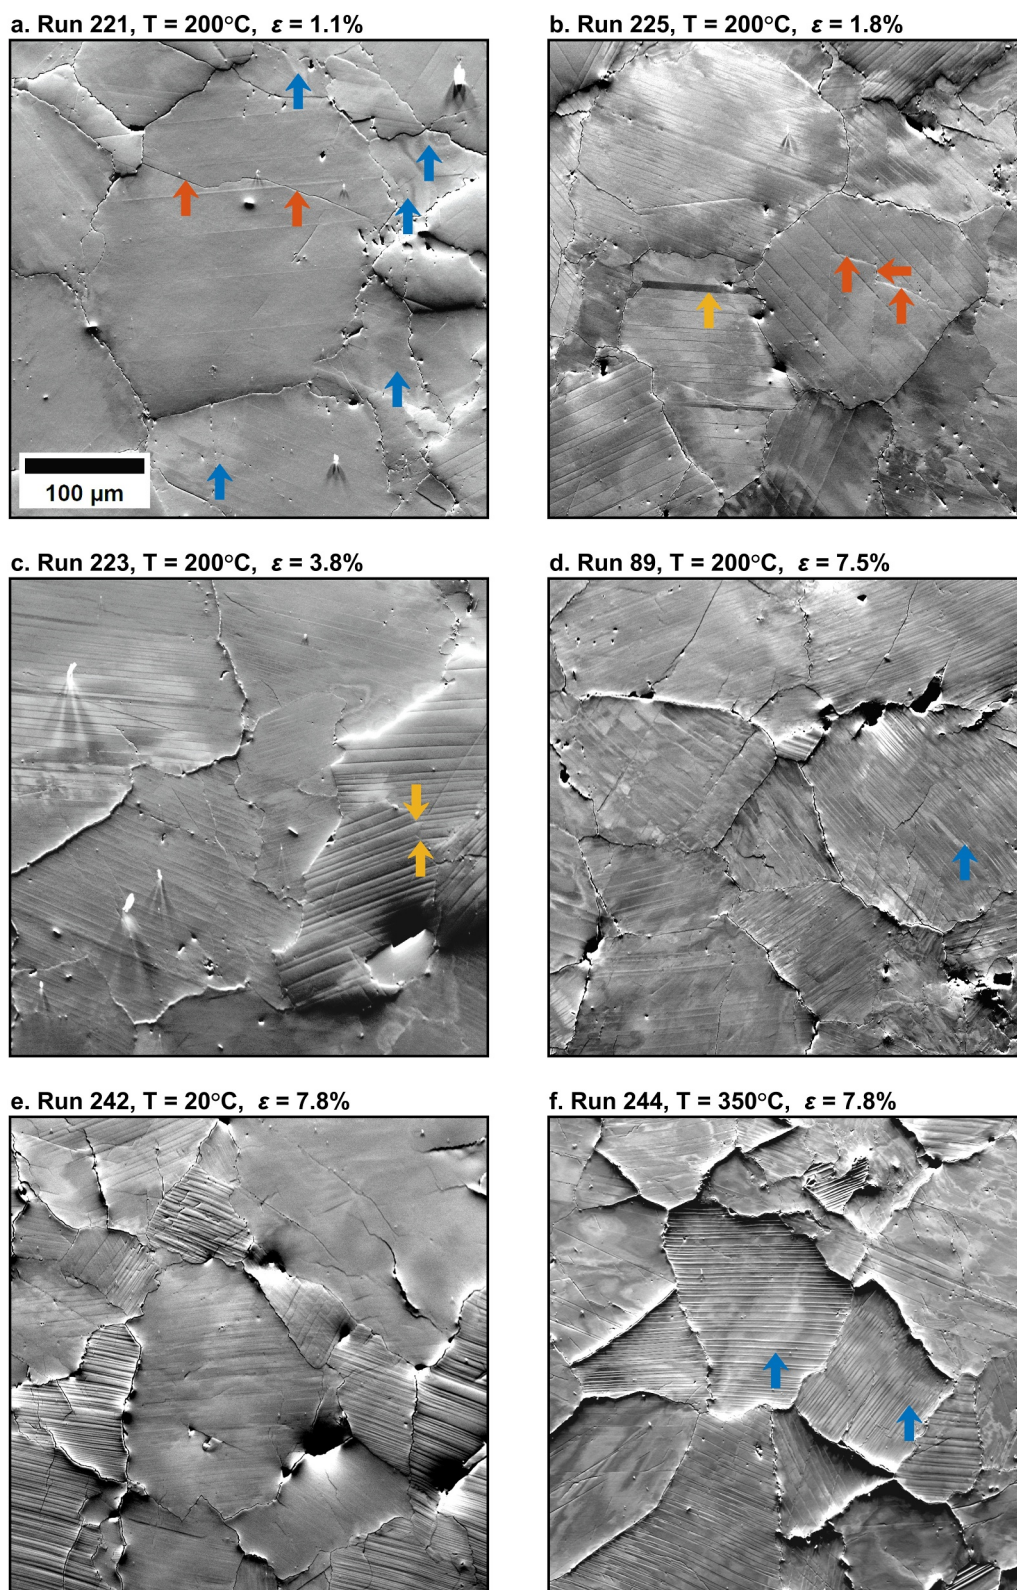 a. Run 221, T = 200°C, ε = 1.1%
b. Run 225, T = 200°C, ε = 1.8%
100 µm
c. Run 223, T = 200°C, ε = 3.8%
d. Run 89, T = 200°C, ε = 7.5%
e. Run 242, T = 20°C, ε = 7.8%
f. Run 244, T = 350°C, ε = 7.8%